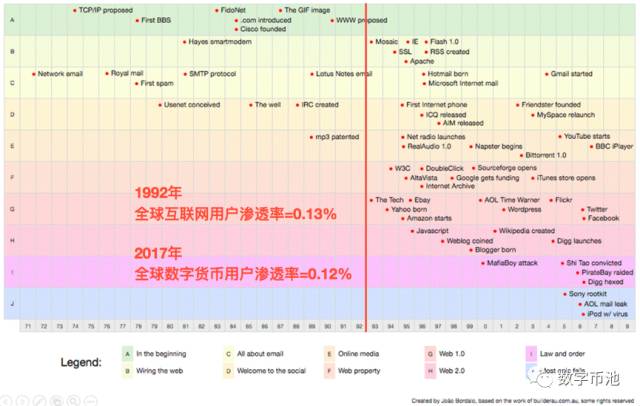 TCP/IP proposed
FidoNet
The GIF image
A
First BBS
.com introduced
WWW proposed
Cisco founded
Hayes smartmodem
Mosaic
IE
Flash 1.0
B
SSL
RSS created
Apache
Network email
Royal mail
SMTP protocol
Lotus Notes email
Hotmail born
Gmail started
C
First spam
Microsoft Internet mail
Usenet conceived
The well
IRC created
First Internet phone
Friendster founded
D
ICQ released
MySpace relaunch
AIM released
mp3 patented
Net radio launches
YouTube starts
E
RealAudio 1.0
Napster begins
BBC iPlayer
Bittorrent 1.0
W3C
DoubleClick
Sourceforge opens
F
AltaVista
Google gets funding
iTunes store opens
Internet Archive
1992年
全球互联网用户渗透率=0.13%
The Tech
Ebay
AOL Time Warner
Flickr
G
Yahoo born
Wordpress
Twitter
Amazon starts
Facebook
Javascript
Wikipedia created
H
Weblog coined
Digg launches
Blogger born
2017年
全球数字货币用户渗透率=0.12%
MafiaBoy attack
Shi Tao convicted
I
PirateBay raided
Digg hexed
Sony rootkit
J
AOL mail leak
iPod w/ virus
71 72 73 74 75 76 77 78 79 80 81 82 83 84 85 86 87 88 89 90 91 92 93 94 95 96 97 98 99 0 1 2 3 4 5 6 7 8 9
Legend:
A In the beginning
C All about email
E Online media
G Web 1.0
I Law and order
B Wiring the web
D Welcome to the social
F Web property
H Web 2.0
数字币池
Created by João Bordalo, based on the work of builderau.com.au, some rights reserved